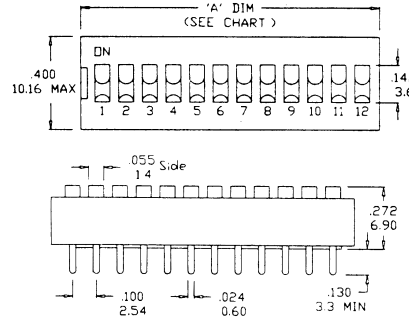 'A' DIM
(SEE CHART)
ON
.400
10.16 MAX
.14
3.6
1 2 3 4 5 6 7 8 9 10 11 12
.055 Side
1.4
.272
6.90
.100
2.54
.024
0.60
.130
3.3 MIN